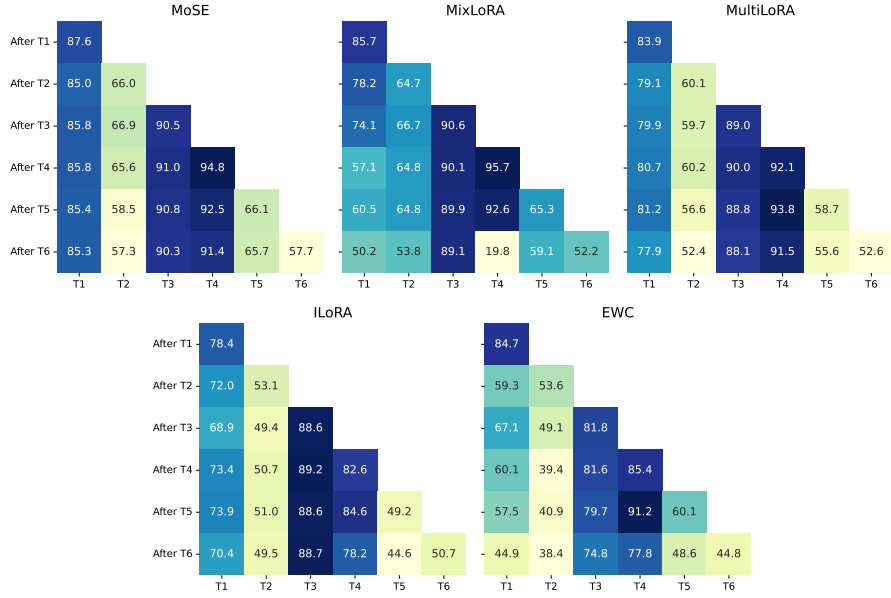 MoSE MixLoRA MultiLoRA
After T1 87.6 85.7 83.9
After T2 85.0 66.0 78.2 64.7 79.1 60.1
After T3 85.8 66.9 90.5 74.1 66.7 90.6 79.9 59.7 89.0
After T4 85.8 65.6 91.0 94.8 57.1 64.8 90.1 95.7 80.7 60.2 90.0 92.1
After T5 85.4 58.5 90.8 92.5 66.1 60.5 64.8 89.9 92.6 65.3 81.2 56.6 88.8 93.8 58.7
After T6 85.3 57.3 90.3 91.4 65.7 57.7 50.2 53.8 89.1 19.8 59.1 52.2 77.9 52.4 88.1 91.5 55.6 52.6
T1 T2 T3 T4 T5 T6 T1 T2 T3 T4 T5 T6 T1 T2 T3 T4 T5 T6
ILoRA EWC
After T1 78.4 84.7
After T2 72.0 53.1 59.3 53.6
After T3 68.9 49.4 88.6 67.1 49.1 81.8
After T4 73.4 50.7 89.2 82.6 60.1 39.4 81.6 85.4
After T5 73.9 51.0 88.6 84.6 49.2 57.5 40.9 79.7 91.2 60.1
After T6 70.4 49.5 88.7 78.2 44.6 50.7 44.9 38.4 74.8 77.8 48.6 44.8
T1 T2 T3 T4 T5 T6 T1 T2 T3 T4 T5 T6